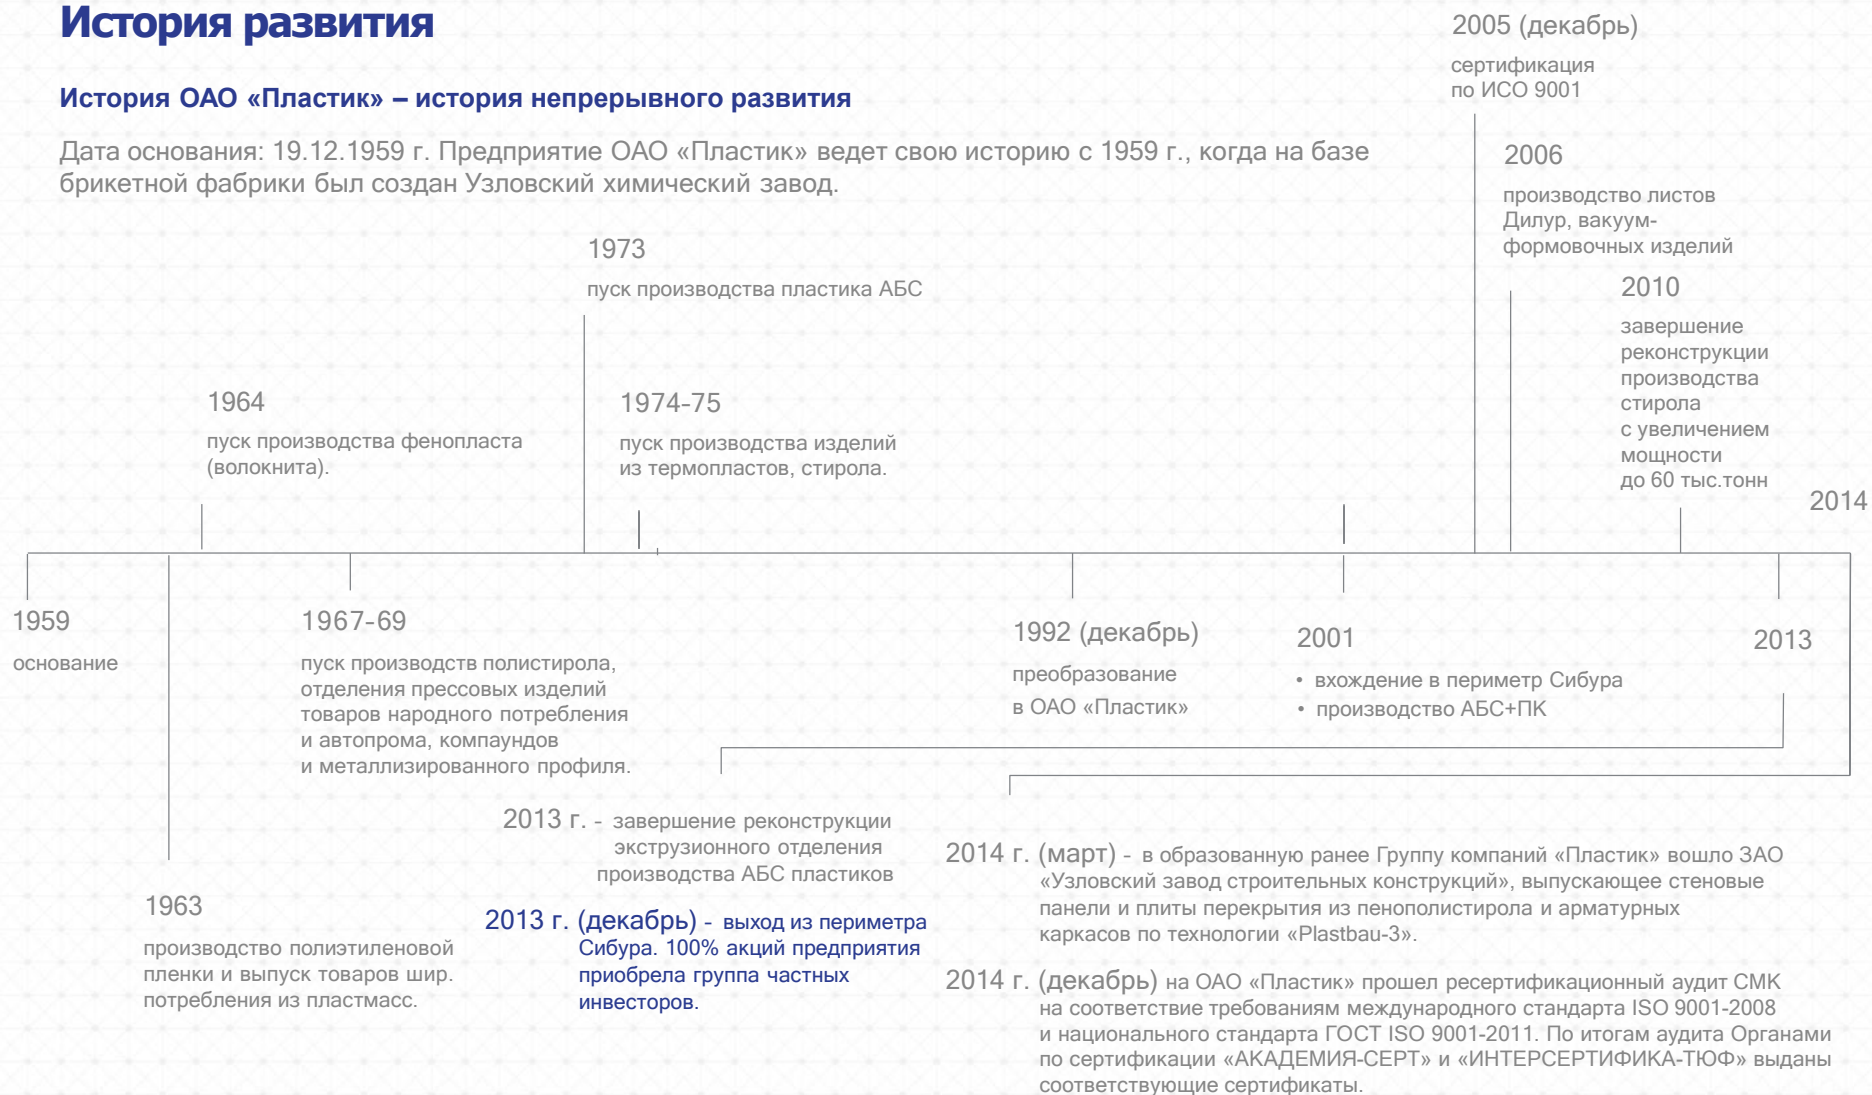 История развития
История ОАО «Пластик» – история непрерывного развития
Дата основания: 19.12.1959 г. Предприятие ОАО «Пластик» ведет свою историю с 1959 г., когда на базе
брикетной фабрики был создан Узловский химический завод.
2005 (декабрь)
сертификация
по ИСО 9001
2006
производство листов
Дилур, вакуум-
формовочных изделий
1973
пуск производства пластика АБС
2010
завершение
реконструкции
производства
стирола
с увеличением
мощности
до 60 тыс.тонн
1964
пуск производства фенопласта
(волокнита).
1974-75
пуск производства изделий
из термопластов, стирола.
2014
1959
основание
1967-69
пуск производств полистирола,
отделения прессовых изделий
товаров народного потребления
и автопрома, компаундов
и металлизированного профиля.
1992 (декабрь)
преобразование
в ОАО «Пластик»
2001
• вхождение в периметр Сибура
• производство АБС+ПК
2013
1963
производство полиэтиленовой
пленки и выпуск товаров шир.
потребления из пластмасс.
2013 г. - завершение реконструкции
экструзионного отделения
производства АБС пластиков
2013 г. (декабрь) - выход из периметра
Сибура. 100% акций предприятия
приобрела группа частных
инвесторов.
2014 г. (март) - в образованную ранее Группу компаний «Пластик» вошло ЗАО
«Узловский завод строительных конструкций», выпускающее стеновые
панели и плиты перекрытия из пенополистирола и арматурных
каркасов по технологии «Plastbau-3».
2014 г. (декабрь) на ОАО «Пластик» прошел ресертификационный аудит СМК
на соответствие требованиям международного стандарта ISO 9001-2008
и национального стандарта ГОСТ ISO 9001-2011. По итогам аудита Органами
по сертификации «АКАДЕМИЯ-СЕРТ» и «ИНТЕРСЕРТИФИКА-ТЮФ» выданы
соответствующие сертификаты.